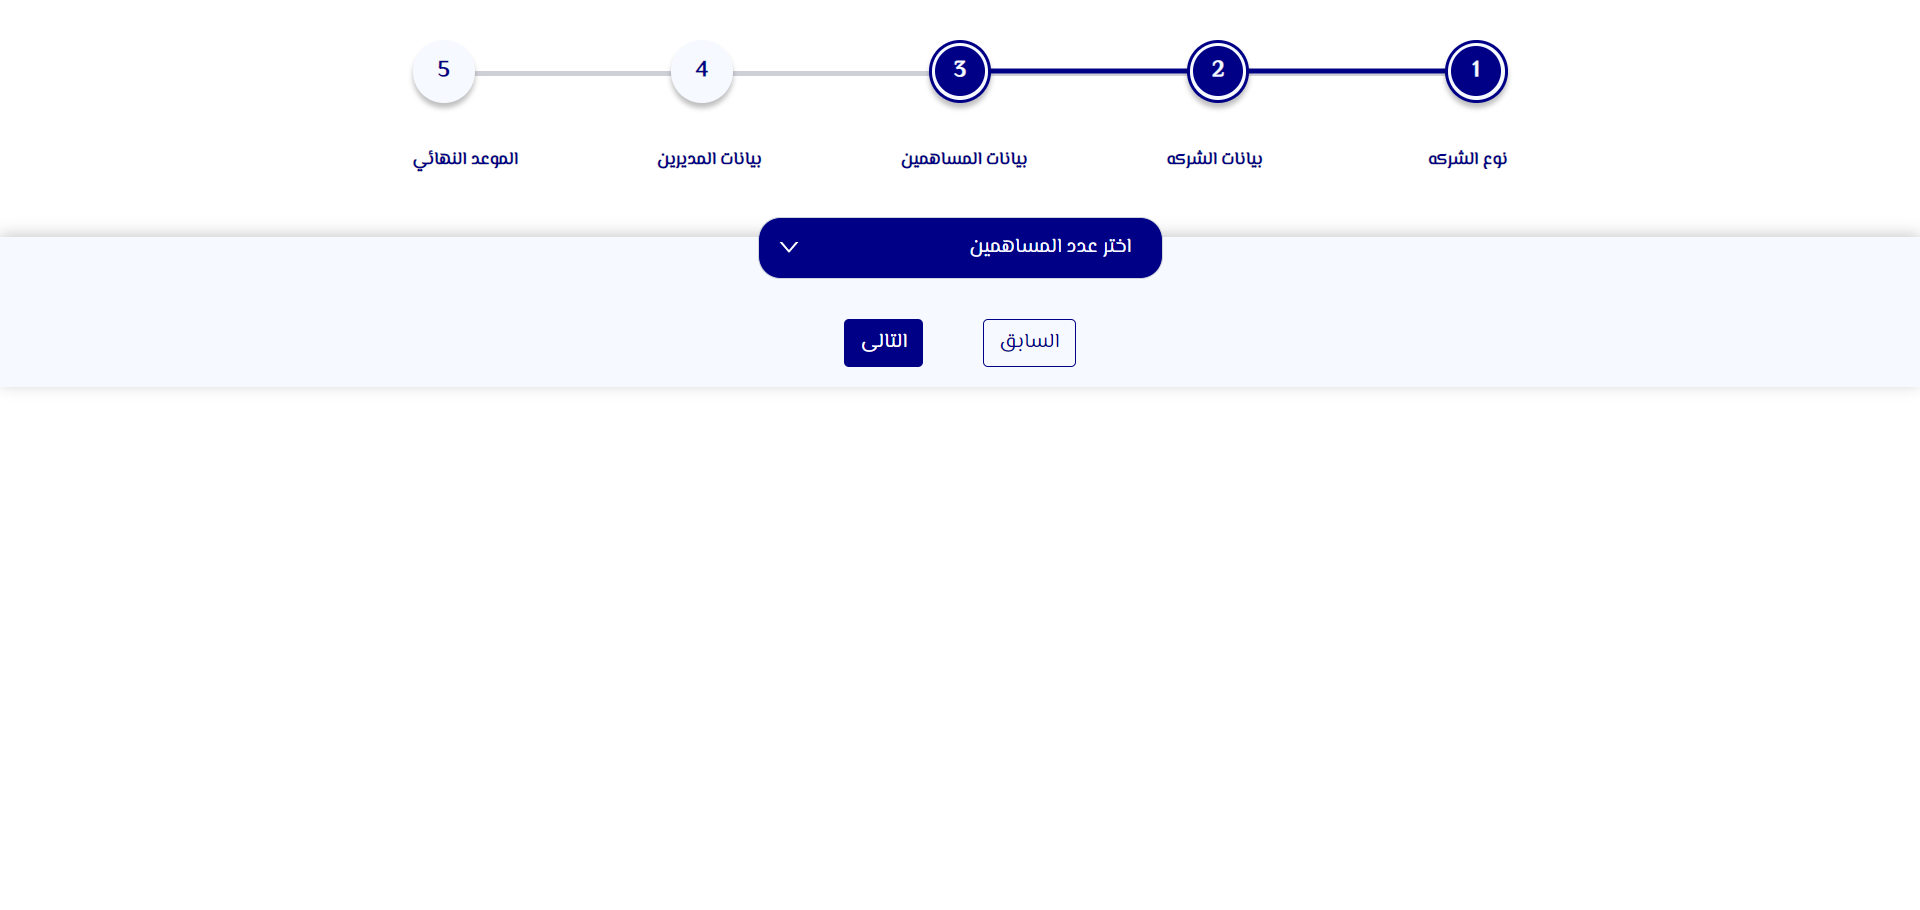 1 2 3 4 5
نوع الشركه بيانات الشركه بيانات المساهمين بيانات المديرين الموعد النهائي
اختر عدد المساهمين
السابق التالى